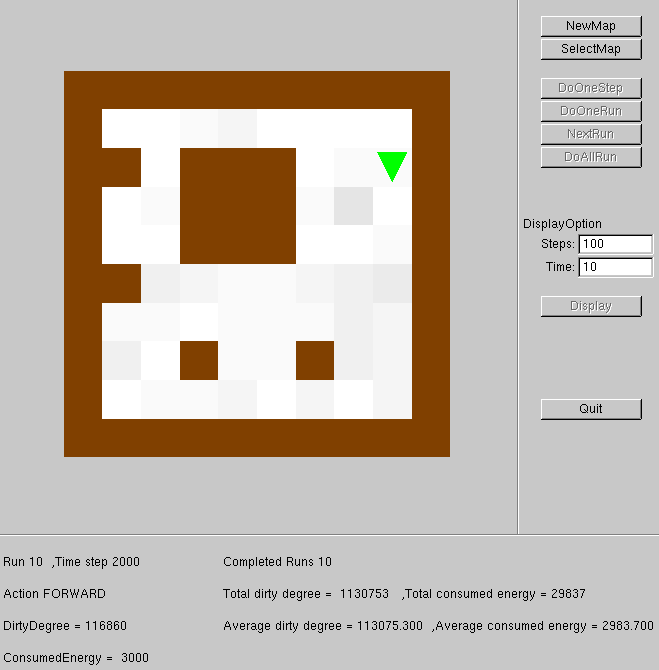 NewMap
SelectMap
DoOneStep
DoOneRun
NextRun
DoAllRun
DisplayOption
Steps: 100
Time: 10
Display
Quit
Run 10 ,Time step 2000 Completed Runs 10
Action FORWARD Total dirty degree = 1130753 ,Total consumed energy = 29837
DirtyDegree = 116860 Average dirty degree = 113075.300 ,Average consumed energy = 2983.700
ConsumedEnergy = 3000